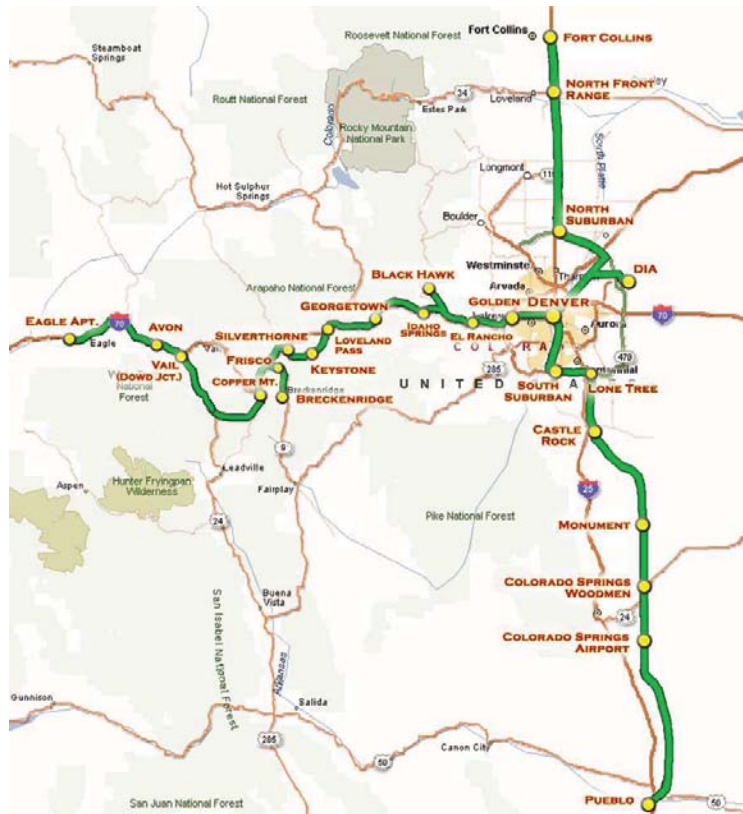 Steamboat
Springs
Roosevelt National Forest
Fort Collins
FORT COLLINS
Routt National Forest
34
Loveland
NORTH FRONT
RANGE
Estes Park
Colorado
Rocky Mountain
National Park
South Platte
Longmont
Hot Sulphur
Springs
Boulder
NORTH
SUBURBAN
Westminste
BLACK HAWK
DIA
Arvada
Arapaho National Forest
GEORGETOWN
GOLDEN
DENVER
70
EAGLE APT.
70
Eagle
AVON
SILVERTHORNE
IDAHO
SPRINGS
EL RANCHO
Aurora
LOVELAND
PASS
VAIL
(DOWD JCT.)
FRISCO
KEYSTONE
285
470
COPPER MT.
BRECKENRIDGE
National
Forest
UNITED
SOUTH
SUBURBAN
LONE TREE
CASTLE
ROCK
9
Leadville
Aspen
Hunter Fryingpan
Wilderness
Fairplay
25
24
Pike National Forest
MONUMENT
COLORADO SPRINGS
WOODMEN
24
Buena
Vista
San Isabel National Forest
COLORADO SPRINGS
AIRPORT
Arkansas
Gunnison
Salida
285
50
Canon City
San Juan National Forest
PUEBLO
50